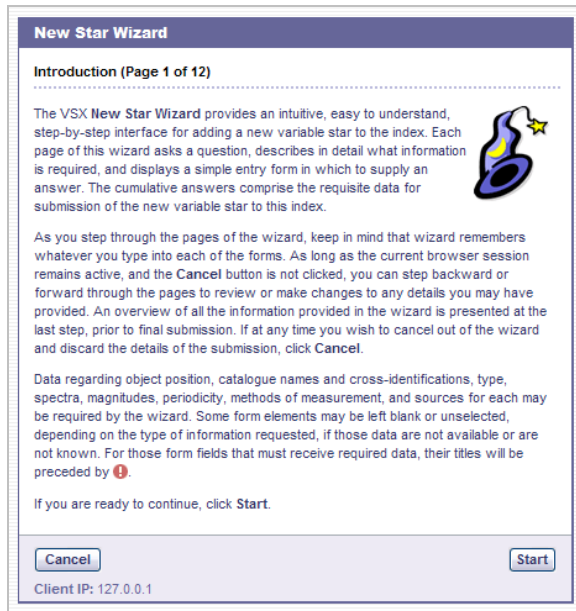 New Star Wizard
Introduction (Page 1 of 12)
The VSX New Star Wizard provides an intuitive, easy to understand,
step-by-step interface for adding a new variable star to the index. Each
page of this wizard asks a question, describes in detail what information
is required, and displays a simple entry form in which to supply an
answer. The cumulative answers comprise the requisite data for
submission of the new variable star to this index.
As you step through the pages of the wizard, keep in mind that wizard remembers
whatever you type into each of the forms. As long as the current browser session
remains active, and the Cancel button is not clicked, you can step backward or
forward through the pages to review or make changes to any details you may have
provided. An overview of all the information provided in the wizard is presented at the
last step, prior to final submission. If at any time you wish to cancel out of the wizard
and discard the details of the submission, click Cancel.
Data regarding object position, catalogue names and cross-identifications, type,
spectra, magnitudes, periodicity, methods of measurement, and sources for each may
be required by the wizard. Some form elements may be left blank or unselected,
depending on the type of information requested, if those data are not available or are
not known. For those form fields that must receive required data, their titles will be
preceded by !.
If you are ready to continue, click Start.
Cancel Start
Client IP: 127.0.0.1